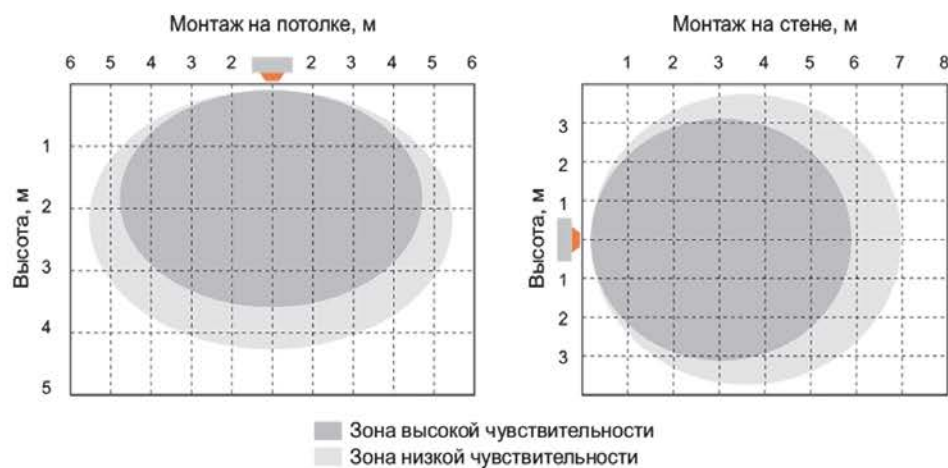 Монтаж на потолке, м
6 5 4 3 2 2 3 4 5 6
Высота, м
1
2
3
4
5
Монтаж на стене, м
1 2 3 4 5 6 7 8
Высота, м
3
2
1
1
2
3
Зона высокой чувствительности
Зона низкой чувствительности